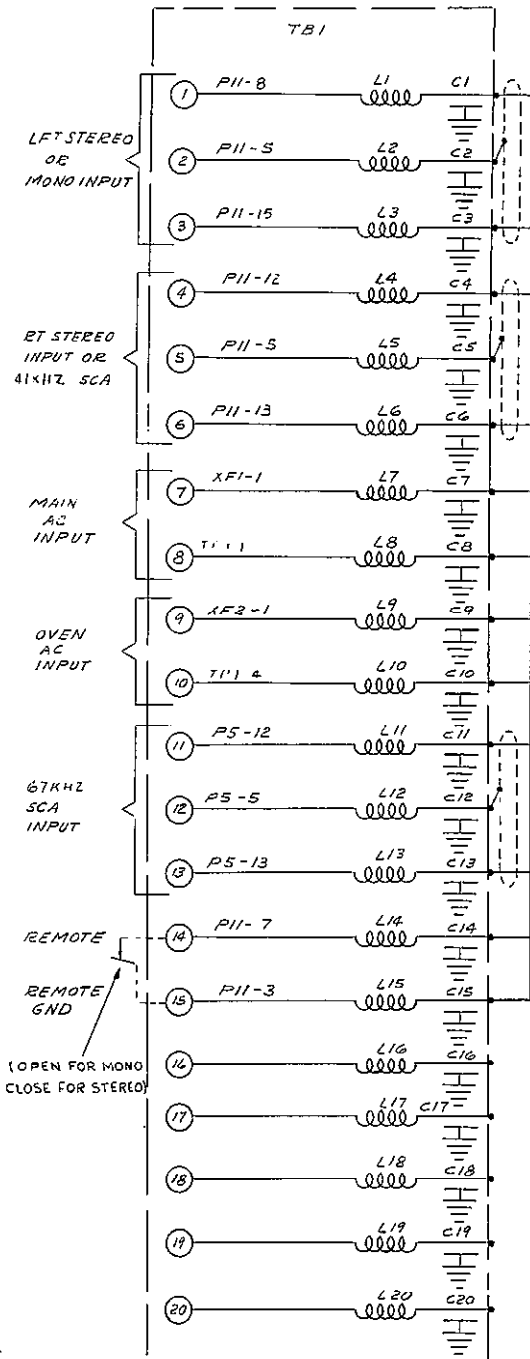 TB1
1 P11-8 L1 C1
LFT STEREO
OR
MONO INPUT
2 P11-5 L2 C2
3 P11-15 L3 C3
4 P11-12 L4 C4
RT STEREO
INPUT OR
41KHZ SCA
5 P11-5 L5 C5
6 P11-13 L6 C6
7 XF1-1 L7 C7
MAIN
AC
INPUT
8 L8 C8
9 XF2-1 L9 C9
OVEN
AC
INPUT
10 L10 C10
11 P5-12 L11 C11
67KHZ
SCA
INPUT
12 P5-5 L12 C12
13 P5-13 L13 C13
REMOTE
14 P11-7 L14 C14
REMOTE
GND
15 P11-3 L15 C15
(OPEN FOR MONO
CLOSE FOR STEREO)
16 L16 C16
17 L17 C17
18 L18 C18
19 L19 C19
20 L20 C20